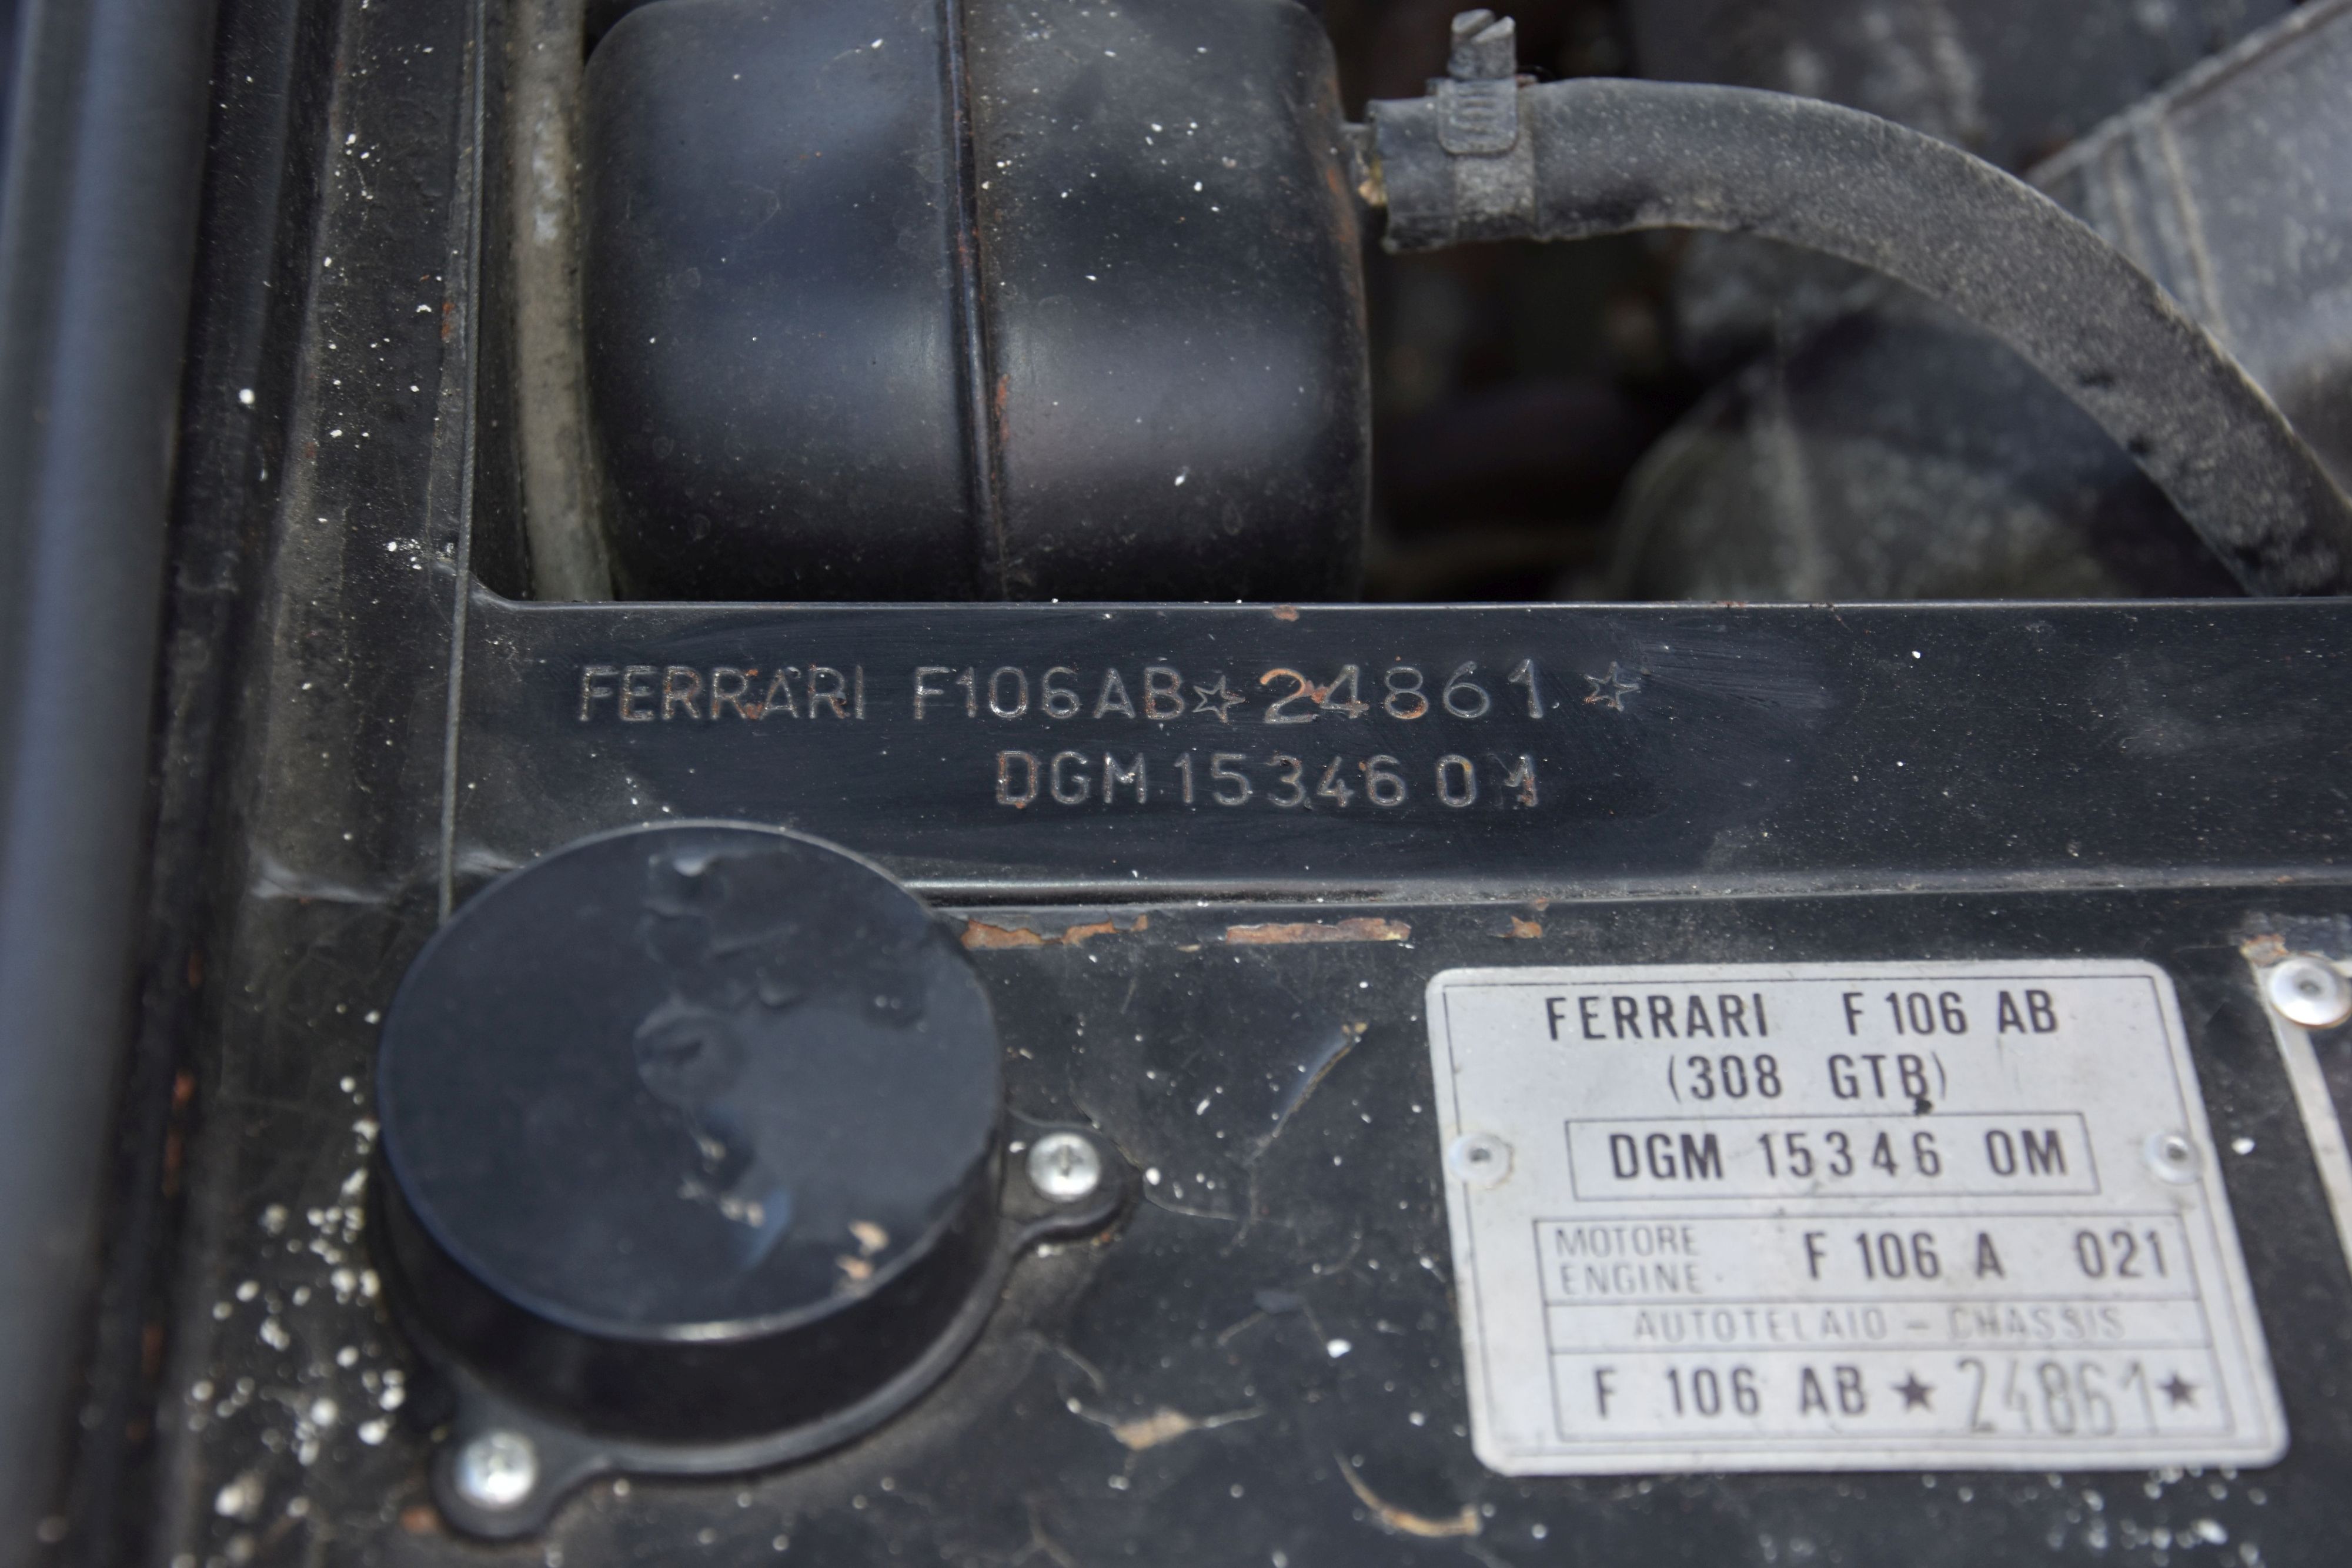 FERRARI F106AB☆24861☆
DGM 15346 OM
FERRARI F 106 AB
(308 GTB)
DGM 15346 OM
MOTORE F 106 A 021
ENGINE
AUTOTELAIO - CHASSIS
F 106 AB ★ 24861 ★